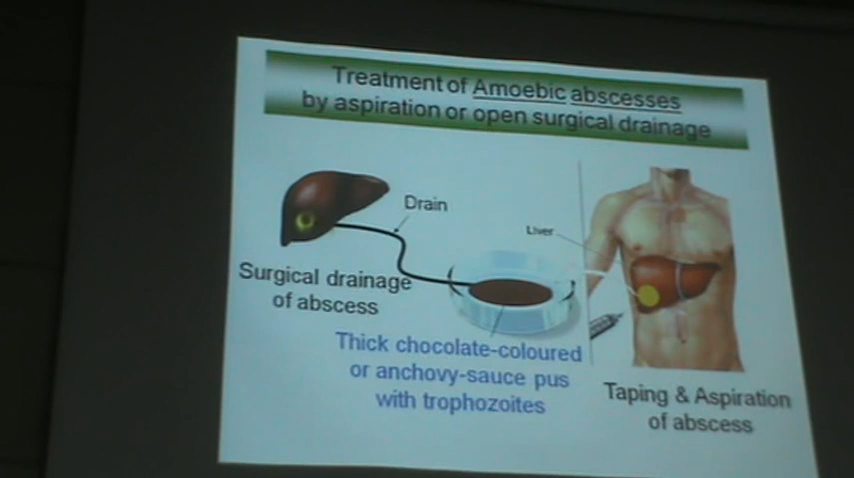 Treatment of Amoebic abscesses
by aspiration or open surgical drainage
Drain
Liver
Surgical drainage
of abscess
Thick chocolate-coloured
or anchovy-sauce pus
with trophozoites
Taping & Aspiration
of abscess